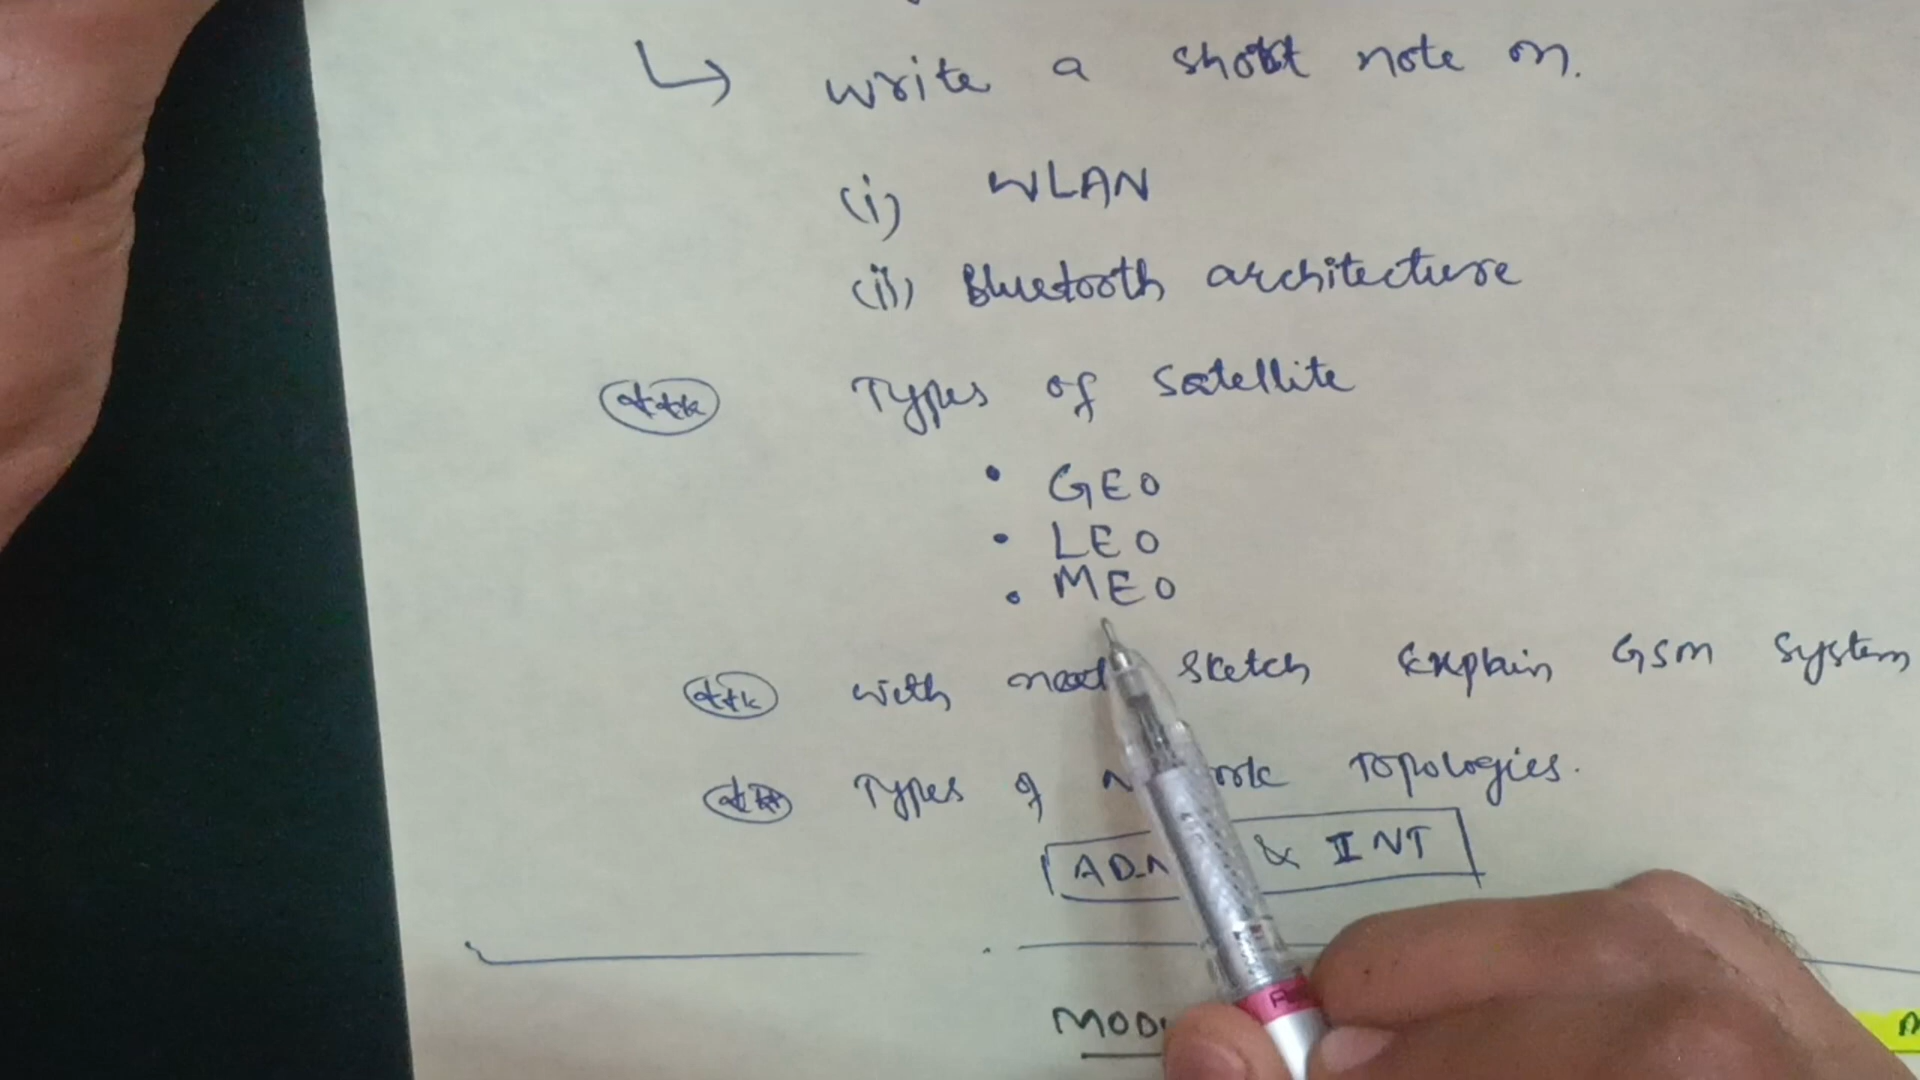 ↳ write a short note on.
(i) WLAN
(ii) Bluetooth architecture
*** Types of satellite
• GEO
• LEO
• MEO
*** with neat sketch Explain GSM system
*** Types of Topologies.
& INT